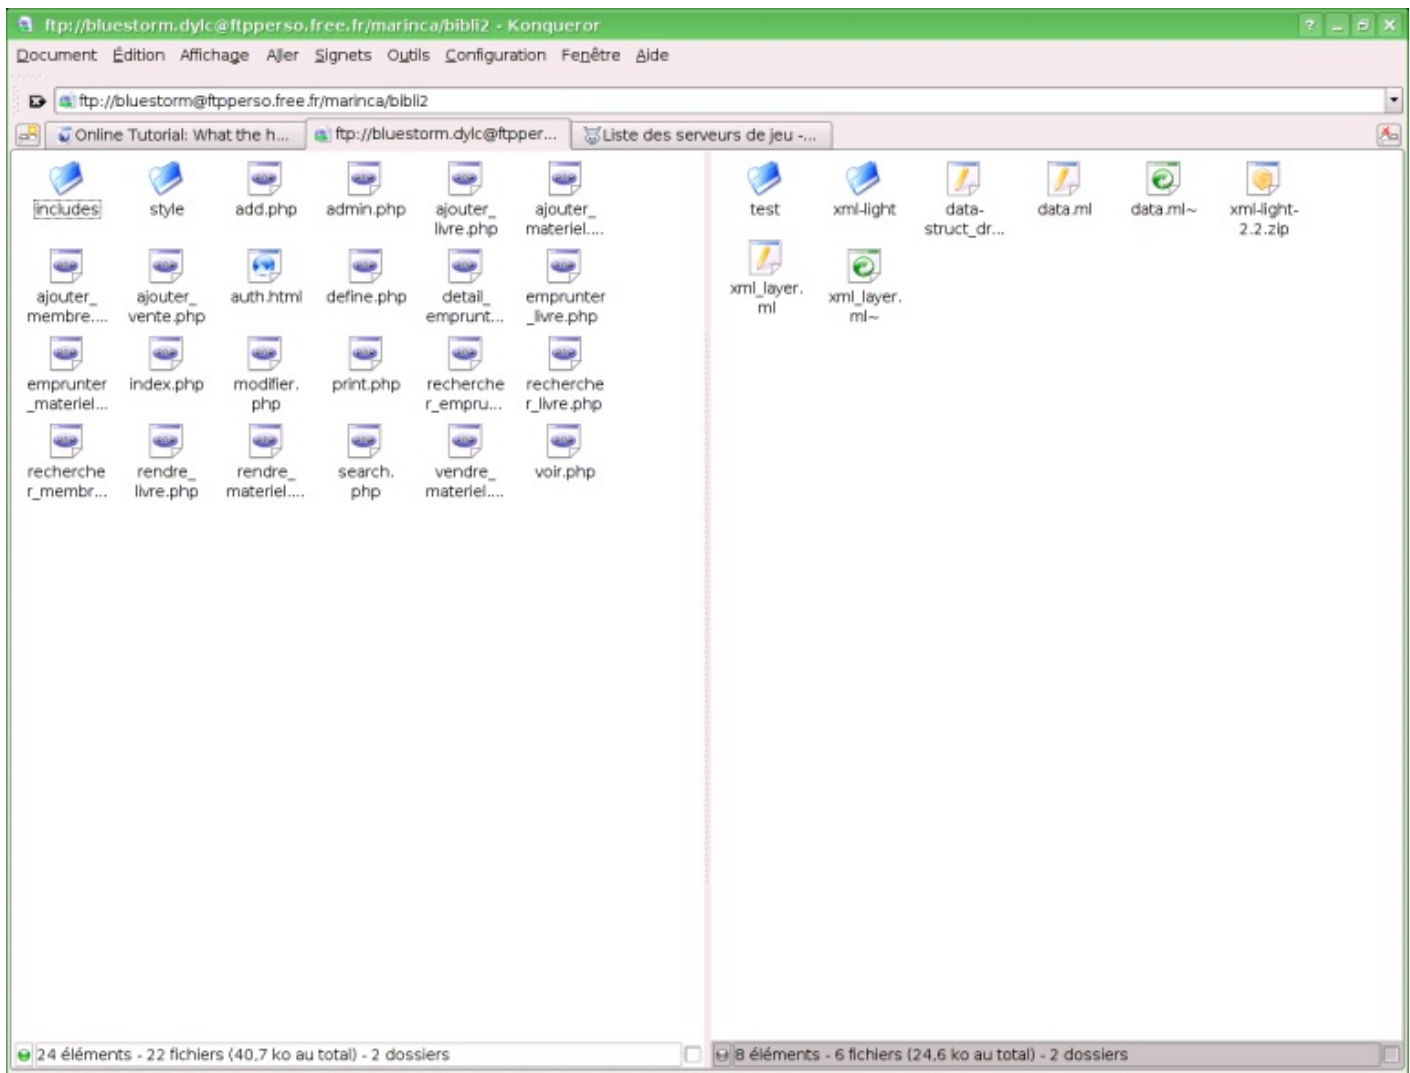 ftp://bluestorm.dylc@ftpperso.free.fr/marinca/bibli2 - Konqueror
Document Édition Affichage Aller Signets Outils Configuration Fenêtre Aide
ftp://bluestorm@ftpperso.free.fr/marinca/bibli2
Online Tutorial: What the h... ftp://bluestorm.dylc@ftpper... Liste des serveurs de jeu -...
includes style add.php admin.php ajouter_ ajouter_
livre.php materiel....
ajouter_ ajouter_ auth.html define.php detail_ emprunter
membre.... vente.php emprunt... _livre.php
emprunter index.php modifier. print.php recherche recherche
_materiel... php r_empru... r_livre.php
recherche rendre_ rendre_ search. vendre_ voir.php
r_membr... livre.php materiel.... php materiel....
test xml-light data- data.ml data.ml~ xml-light-
struct_dr... 2.2.zip
xml_layer. xml_layer.
ml ml~
24 éléments - 22 fichiers (40,7 ko au total) - 2 dossiers
8 éléments - 6 fichiers (24,6 ko au total) - 2 dossiers